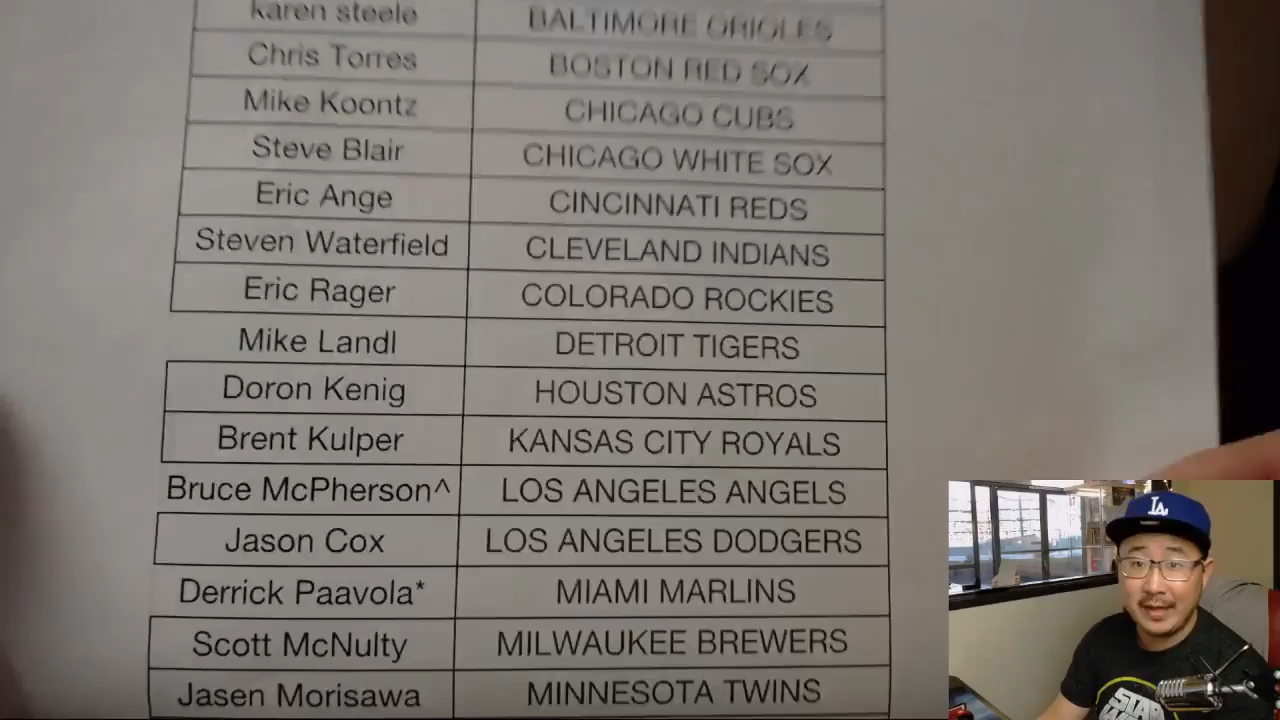 karen steele BALTIMORE ORIOLES
Chris Torres BOSTON RED SOX
Mike Koontz CHICAGO CUBS
Steve Blair CHICAGO WHITE SOX
Eric Ange CINCINNATI REDS
Steven Waterfield CLEVELAND INDIANS
Eric Rager COLORADO ROCKIES
Mike Landl DETROIT TIGERS
Doron Kenig HOUSTON ASTROS
Brent Kulper KANSAS CITY ROYALS
Bruce McPherson^ LOS ANGELES ANGELS
Jason Cox LOS ANGELES DODGERS
Derrick Paavola* MIAMI MARLINS
Scott McNulty MILWAUKEE BREWERS
Jasen Morisawa MINNESOTA TWINS
LA
STAR